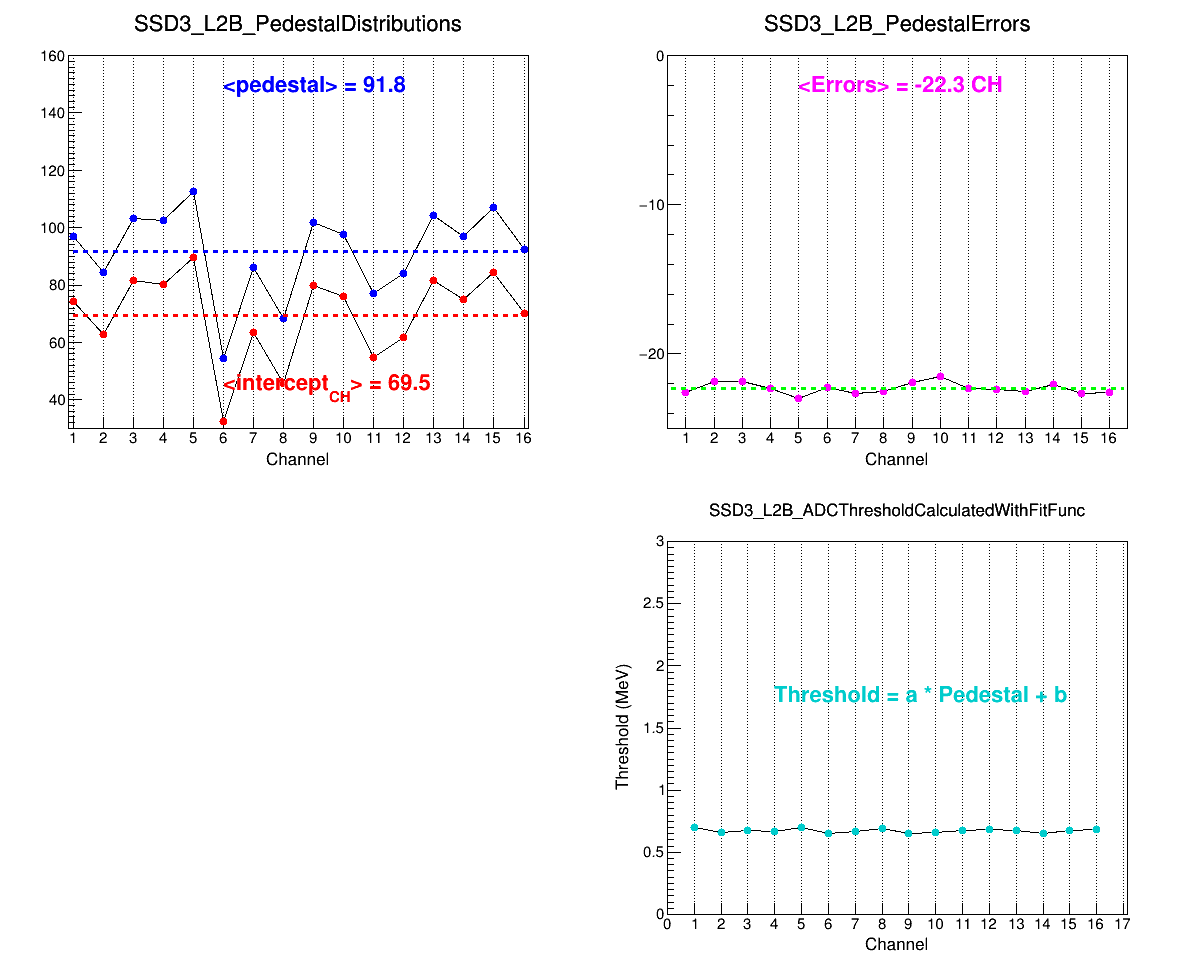 SSD3_L2B_PedestalDistributions
<pedestal> = 91.8
160
140
120
100
80
60
40
<intercept_CH> = 69.5
1 2 3 4 5 6 7 8 9 10 11 12 13 14 15 16
Channel
SSD3_L2B_PedestalErrors
<Errors> = -22.3 CH
0
−10
−20
1 2 3 4 5 6 7 8 9 10 11 12 13 14 15 16
Channel
SSD3_L2B_ADCThresholdCalculatedWithFitFunc
Threshold (MeV)
3
2.5
2
Threshold = a * Pedestal + b
1.5
1
0.5
0
0 1 2 3 4 5 6 7 8 9 10 11 12 13 14 15 16 17
Channel